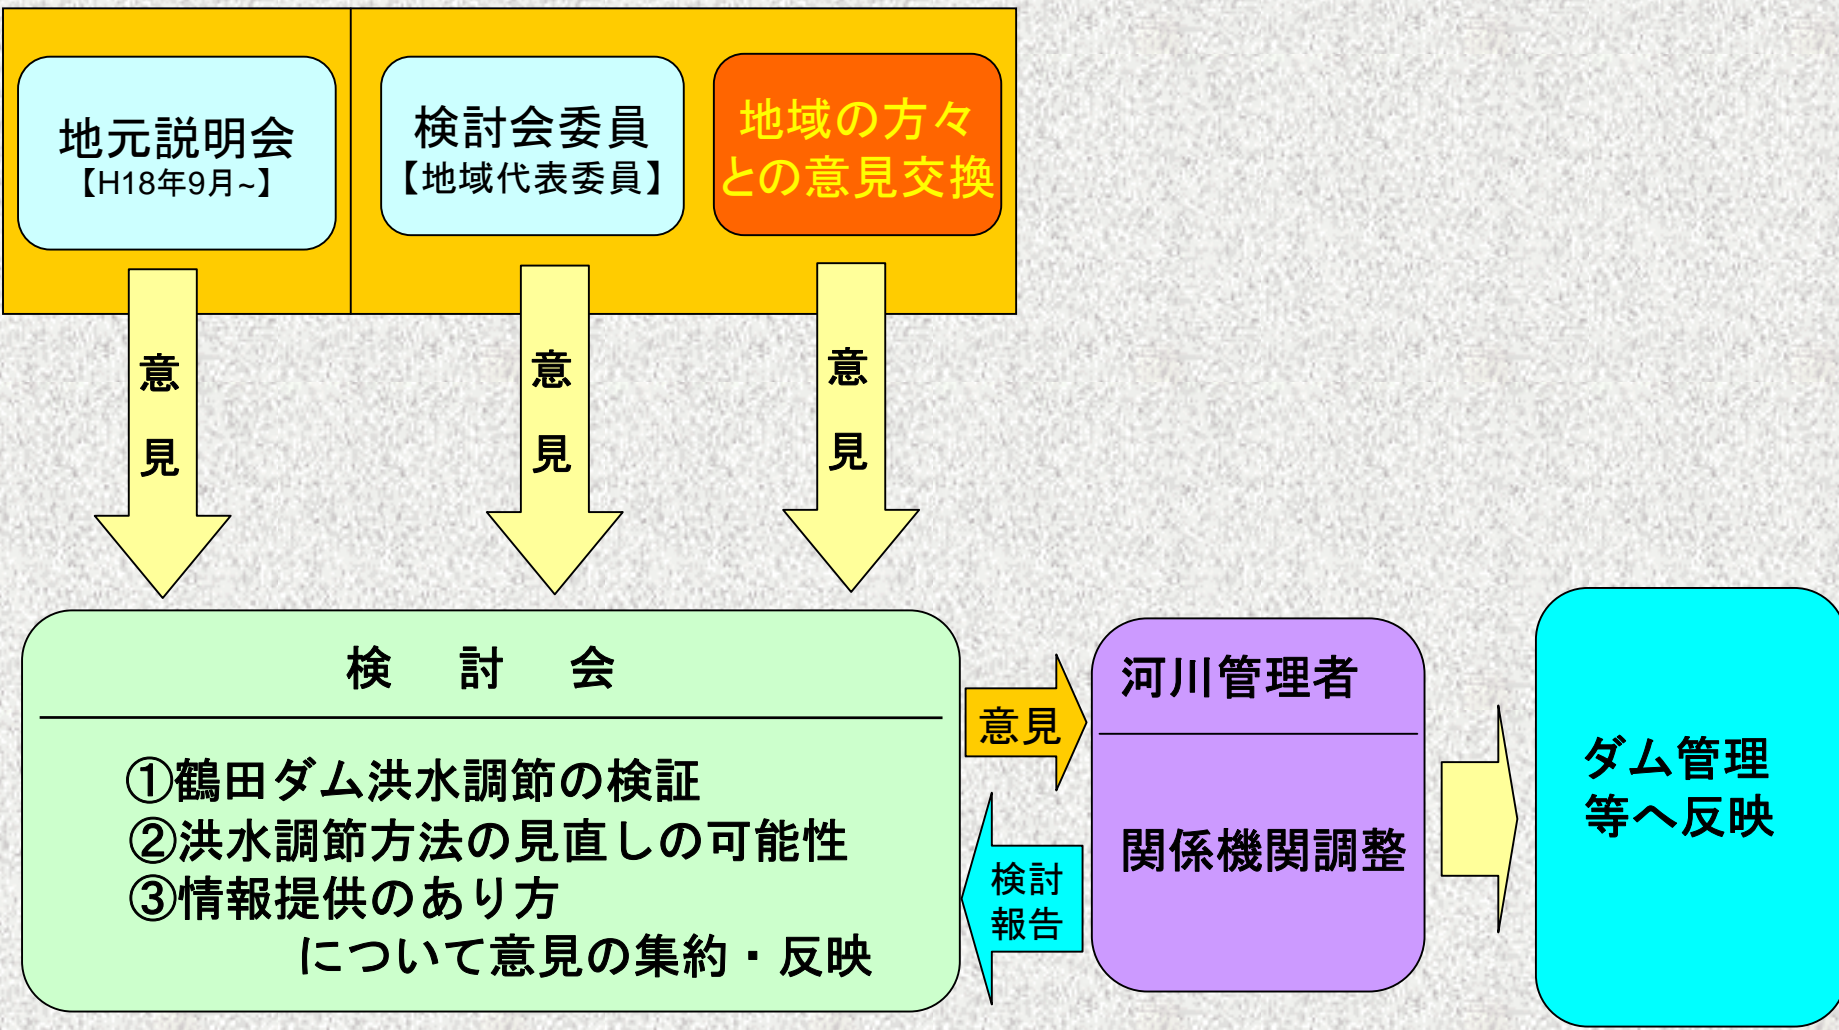 地元説明会
【H18年9月~】
検討会委員
【地域代表委員】
地域の方々
との意見交換
意見
意見
意見
検討会
①鶴田ダム洪水調節の検証
②洪水調節方法の見直しの可能性
③情報提供のあり方
について意見の集約・反映
意見
検討
報告
河川管理者
関係機関調整
ダム管理
等へ反映